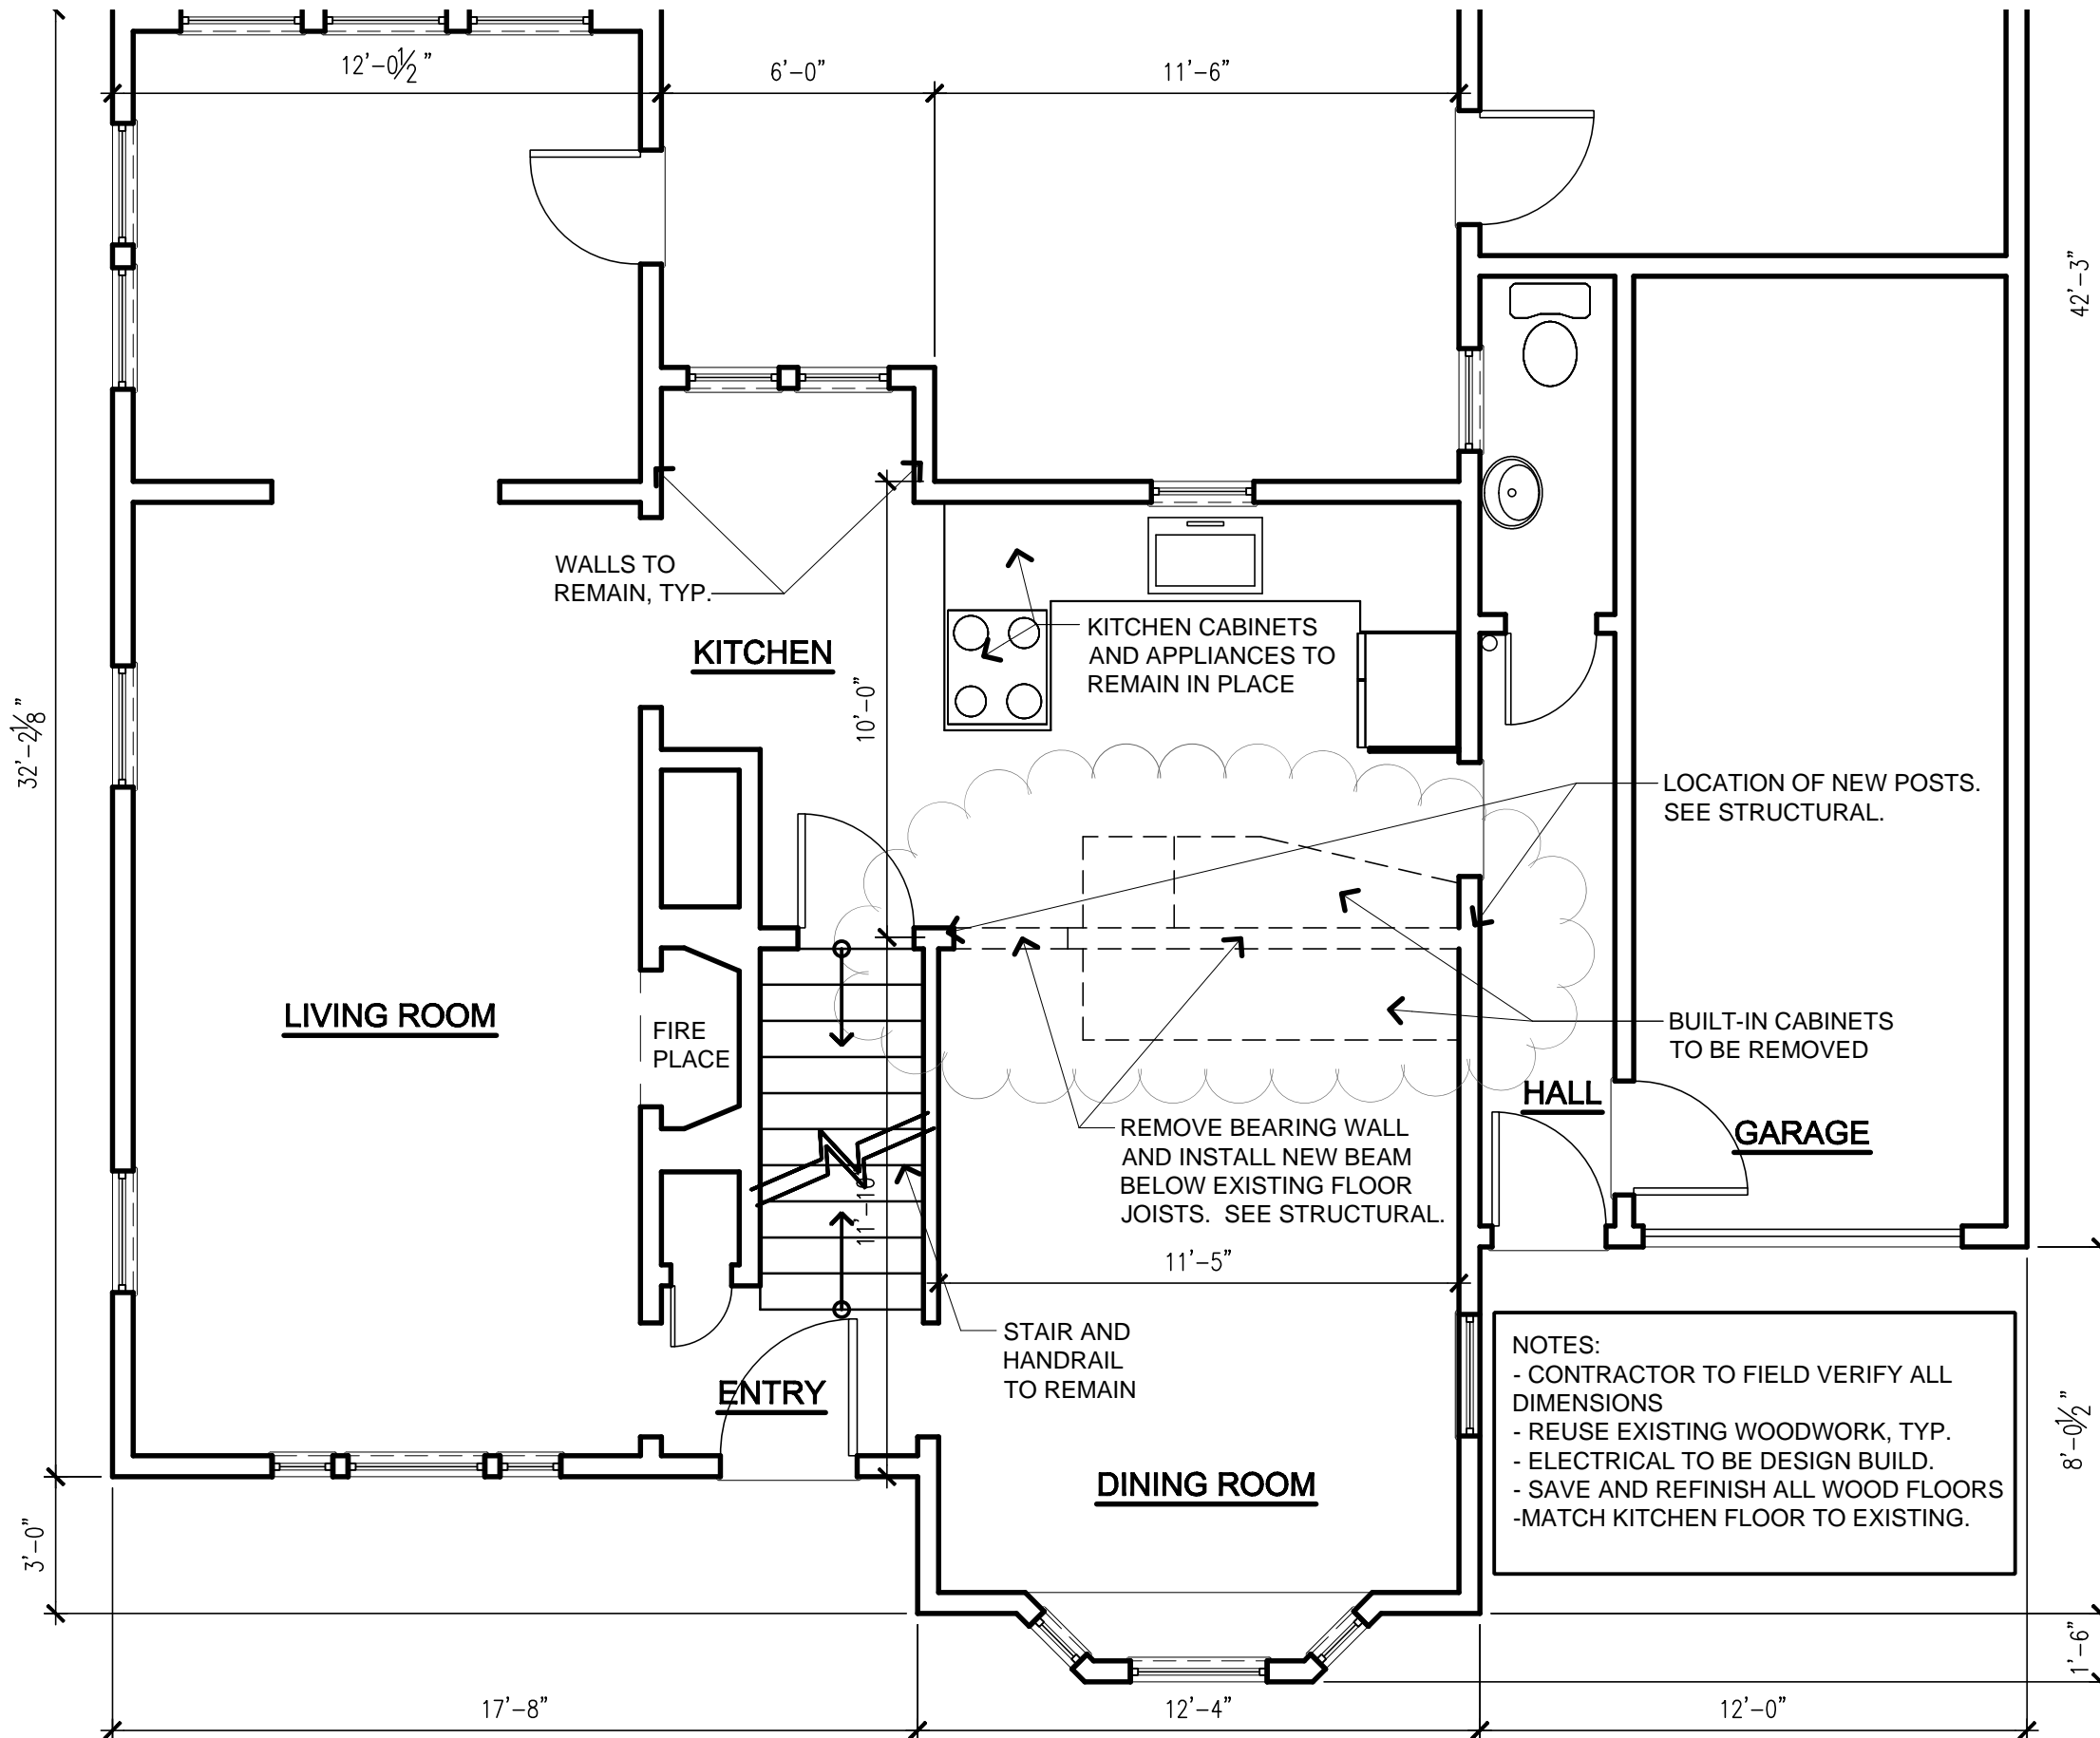 12'-0½"
6'-0"
11'-6"
42'-3"
WALLS TO
REMAIN, TYP.
KITCHEN
KITCHEN CABINETS
AND APPLIANCES TO
REMAIN IN PLACE
10'-0"
32'-2⅛"
LOCATION OF NEW POSTS.
SEE STRUCTURAL.
LIVING ROOM
FIRE
PLACE
BUILT-IN CABINETS
TO BE REMOVED
HALL
GARAGE
REMOVE BEARING WALL
AND INSTALL NEW BEAM
BELOW EXISTING FLOOR
JOISTS. SEE STRUCTURAL.
11'-10"
11'-5"
STAIR AND
HANDRAIL
TO REMAIN
ENTRY
DINING ROOM
NOTES:
- CONTRACTOR TO FIELD VERIFY ALL
DIMENSIONS
- REUSE EXISTING WOODWORK, TYP.
- ELECTRICAL TO BE DESIGN BUILD.
- SAVE AND REFINISH ALL WOOD FLOORS
-MATCH KITCHEN FLOOR TO EXISTING.
8'-0½"
3'-0"
1'-6"
17'-8"
12'-4"
12'-0"